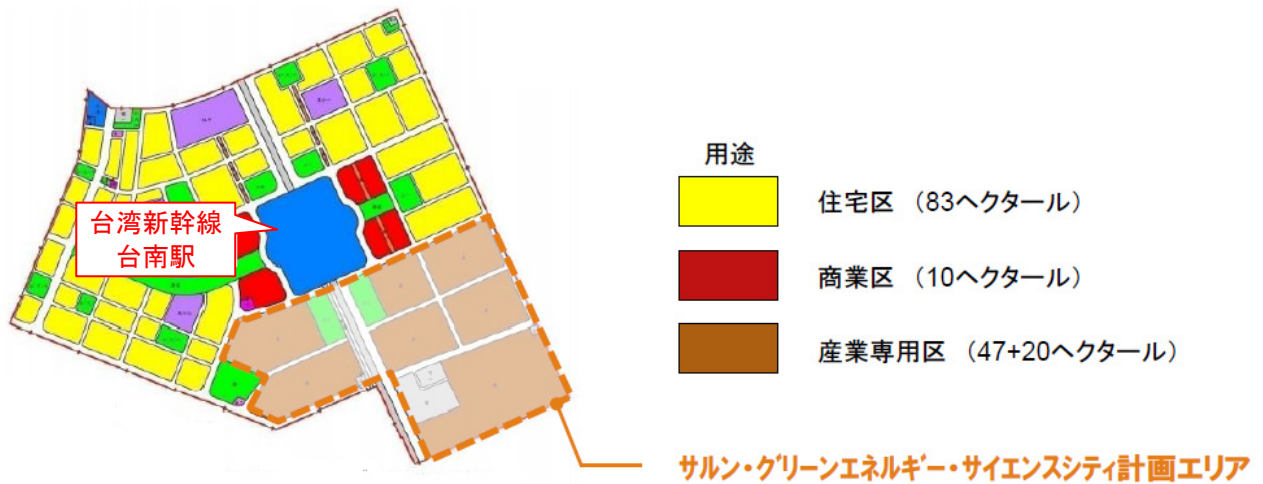 台湾新幹線
台南駅
用途
住宅区 （83ヘクタール）
商業区 （10ヘクタール）
産業専用区 （47+20ヘクタール）
サルン・グリーンエネルギー・サイエンスシティ計画エリア